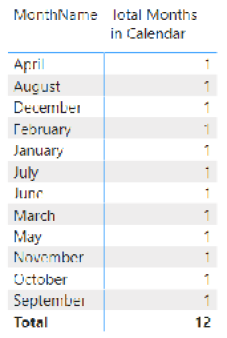 MonthName Total Months
in Calendar
April 1
August 1
December 1
February 1
January 1
July 1
June 1
March 1
May 1
November 1
October 1
September 1
Total 12